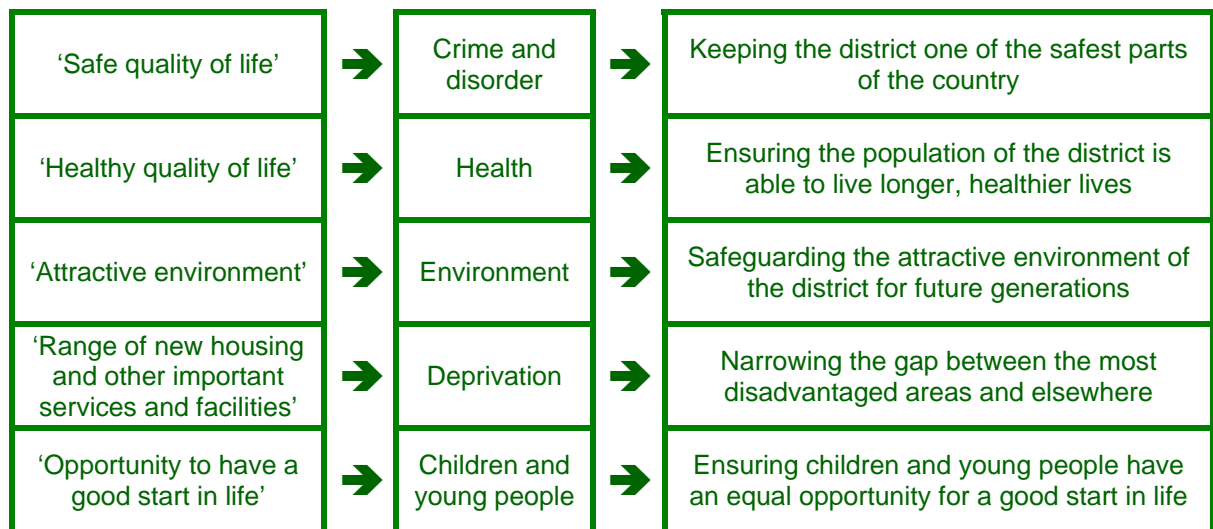 ‘Safe quality of life’
Crime and
disorder
Keeping the district one of the safest parts
of the country
‘Healthy quality of life’
Health
Ensuring the population of the district is
able to live longer, healthier lives
‘Attractive environment’
Environment
Safeguarding the attractive environment of
the district for future generations
‘Range of new housing
and other important
services and facilities’
Deprivation
Narrowing the gap between the most
disadvantaged areas and elsewhere
‘Opportunity to have a
good start in life’
Children and
young people
Ensuring children and young people have
an equal opportunity for a good start in life